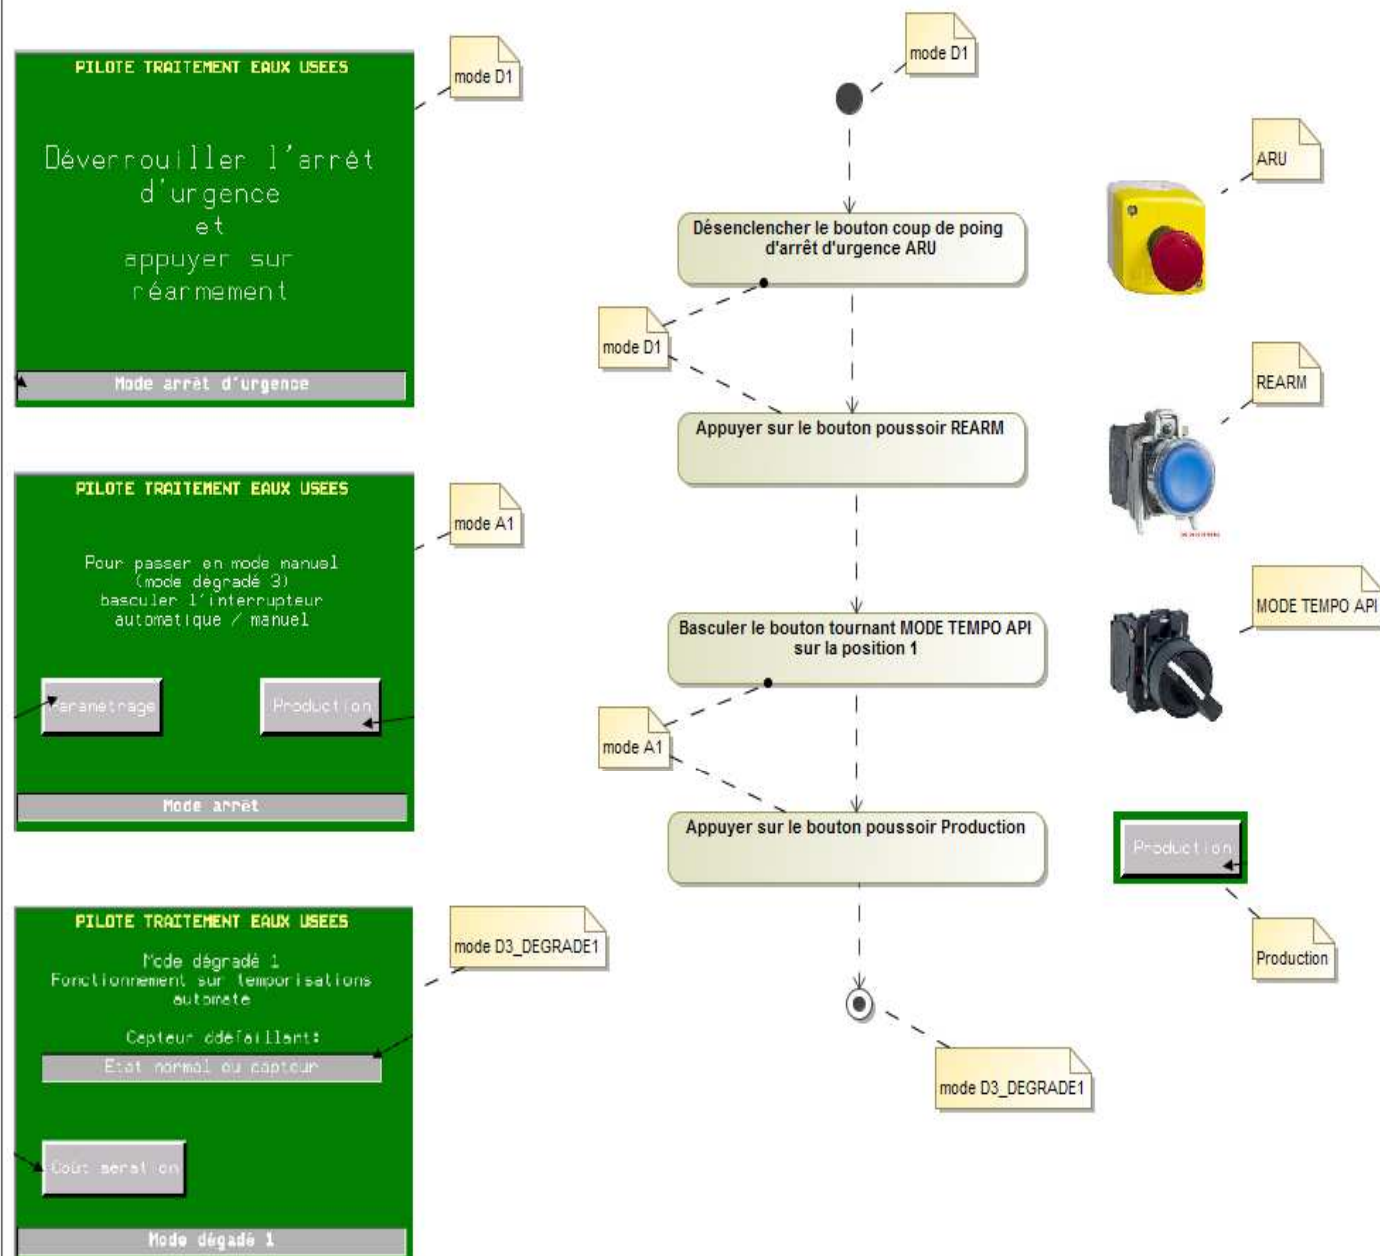 PILOTE TRAITEMENT EAUX USEES
Déverrouiller l'arrêt
d'urgence
et
appuyer sur
réarmement
Mode arrêt d'urgence
mode D1
PILOTE TRAITEMENT EAUX USEES
Pour passer en mode manuel
(mode dégradé 3)
basculer l'interrupteur
automatique / manuel
Paramétrage
Production
Mode arrêt
mode A1
PILOTE TRAITEMENT EAUX USEES
Mode dégradé 1
Fonctionnement sur temporisations
automate
Capteur ddéfaillant:
Etat normal du capteur
Coût aération
Mode dégadé 1
mode D3_DEGRADE1
mode D1
Désenclencher le bouton coup de poing
d'arrêt d'urgence ARU
mode D1
Appuyer sur le bouton poussoir REARM
Basculer le bouton tournant MODE TEMPO API
sur la position 1
mode A1
Appuyer sur le bouton poussoir Production
mode D3_DEGRADE1
ARU
REARM
MODE TEMPO API
Production
Production